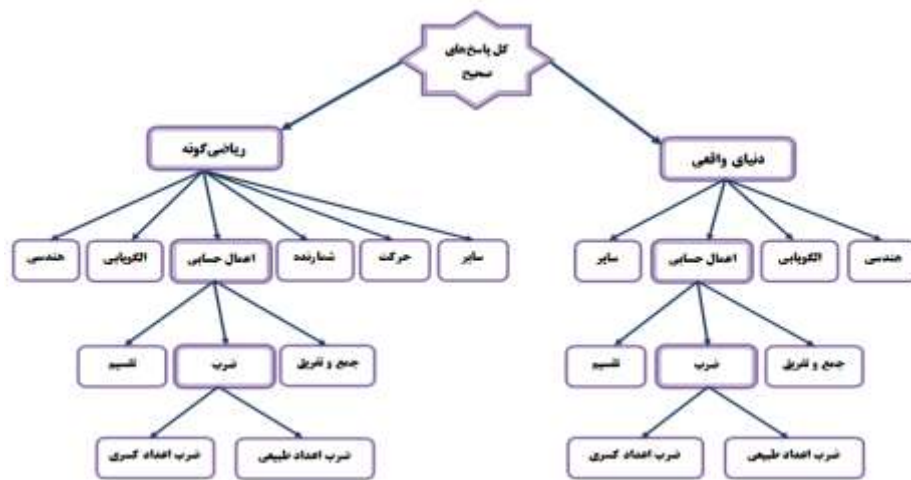 کل پاسخ‌های
صحیح
دنیای واقعی
ریاضی‌گونه
هندسی
الگویابی
اعمال حسابی
سایر
سایر
حرکت
شمارنده
اعمال حسابی
الگویابی
هندسی
جمع و تفریق
ضرب
تقسیم
جمع و تفریق
ضرب
تقسیم
ضرب اعداد طبیعی
ضرب اعداد کسری
ضرب اعداد طبیعی
ضرب اعداد کسری